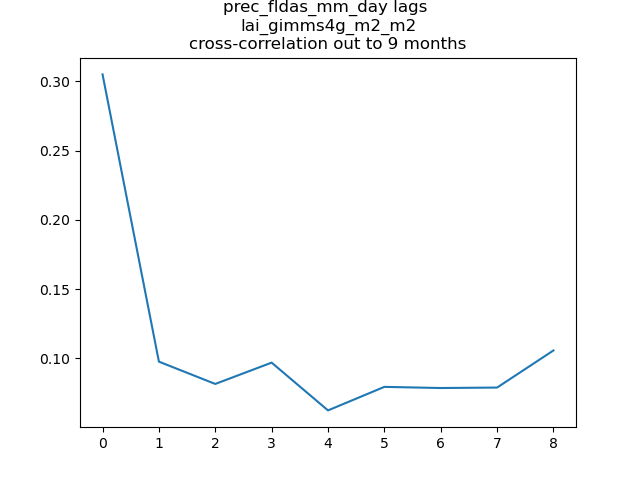 prec_fldas_mm_day lags
lai_gimms4g_m2_m2
cross-correlation out to 9 months
0.30
0.25
0.20
0.15
0.10
0 1 2 3 4 5 6 7 8